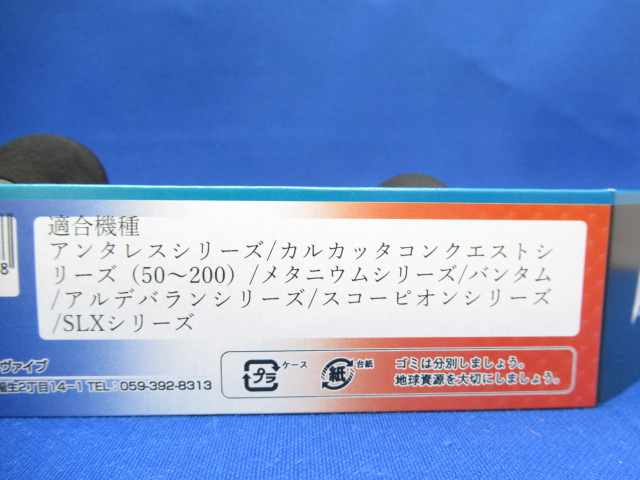 適合機種
アンタレスシリーズ/カルカッタコンクエストシ
リーズ（50～200）/メタニウムシリーズ/バンタム
/アルデバランシリーズ/スコーピオンシリーズ
/SLXシリーズ
8
ヴァイブ
生2丁目14-1 TEL:059-392-8313
プラ
ケース
紙
台紙
ゴミは分別しましょう。
地球資源を大切にしましょう。